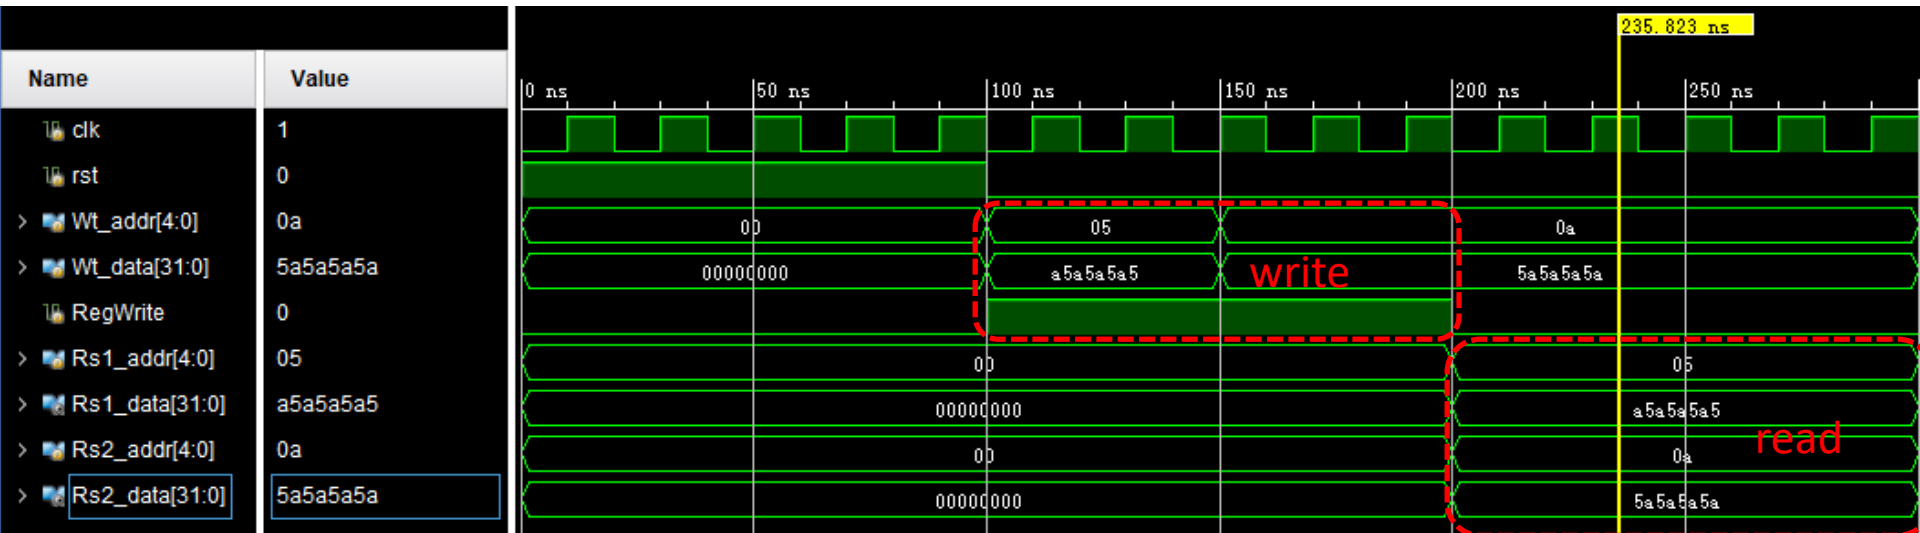 235.823 ns
Name Value
0 ns 50 ns 100 ns 150 ns 200 ns 250 ns
clk 1
rst 0
Wt_addr[4:0] 0a 00 05 0a
Wt_data[31:0] 5a5a5a5a 00000000 a5a5a5a5 write 5a5a5a5a
RegWrite 0
Rs1_addr[4:0] 05 00 05
Rs1_data[31:0] a5a5a5a5 00000000 a5a5a5a5
read
Rs2_addr[4:0] 0a 00 0a
Rs2_data[31:0] 5a5a5a5a 00000000 5a5a5a5a